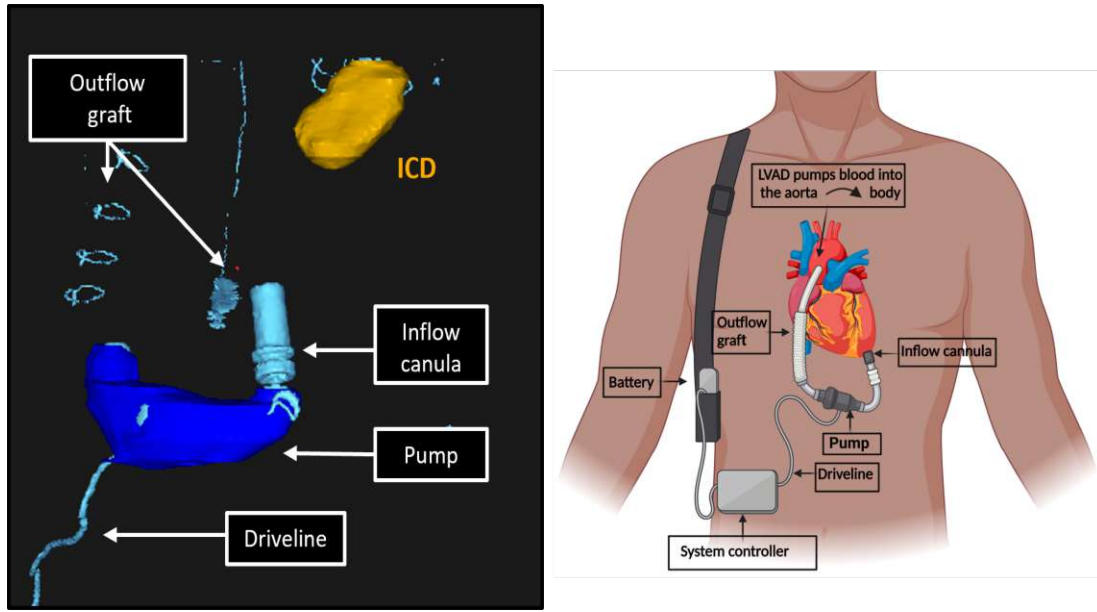 Outflow
graft
ICD
Inflow
canula
Pump
Driveline
LVAD pumps blood into
the aorta body
Outflow
graft
Inflow cannula
Battery
Pump
Driveline
System controller